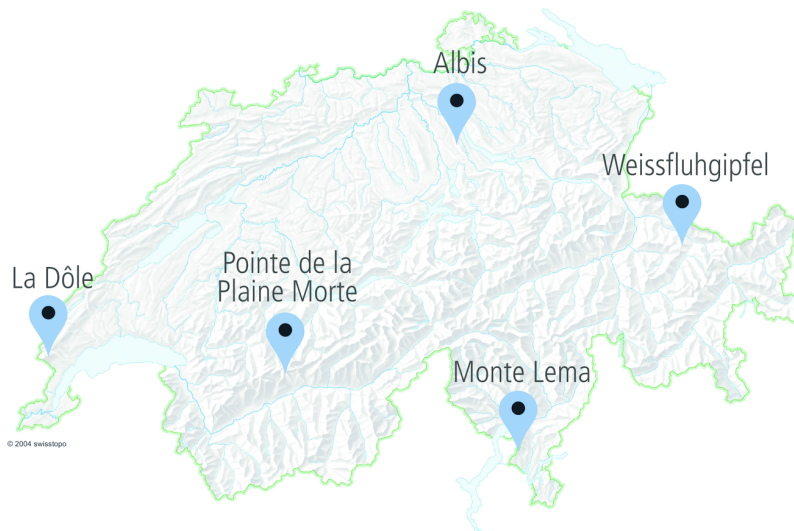 Albis
Weissfluhgipfel
La Dôle
Pointe de la
Plaine Morte
Monte Lema
© 2004 swisstopo